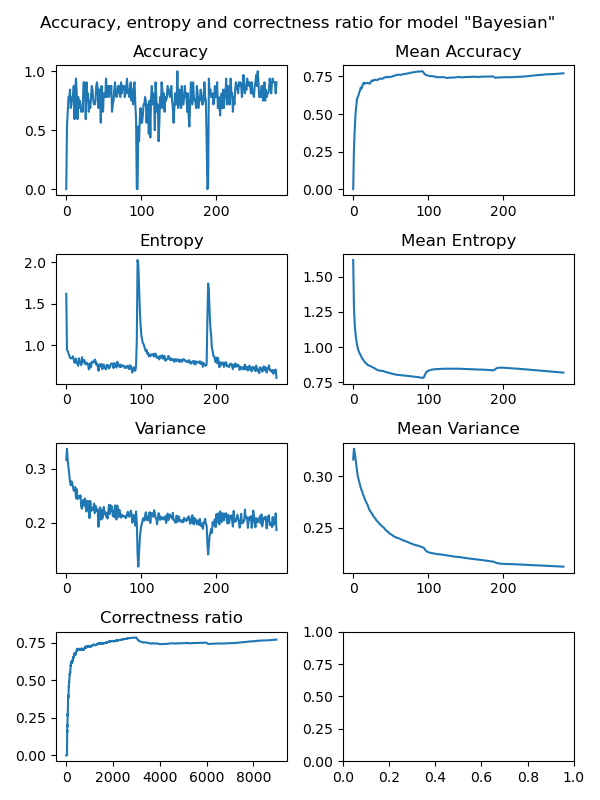 Accuracy, entropy and correctness ratio for model "Bayesian"
Accuracy
1.0
0.5
0.0
0 100 200
Mean Accuracy
0.75
0.50
0.25
0.00
0 100 200
Entropy
2.0
1.5
1.0
0 100 200
Mean Entropy
1.50
1.25
1.00
0.75
0 100 200
Variance
0.3
0.2
0 100 200
Mean Variance
0.30
0.25
0 100 200
Correctness ratio
0.75
0.50
0.25
0.00
0 2000 4000 6000 8000
1.00
0.75
0.50
0.25
0.00
0.0 0.2 0.4 0.6 0.8 1.0